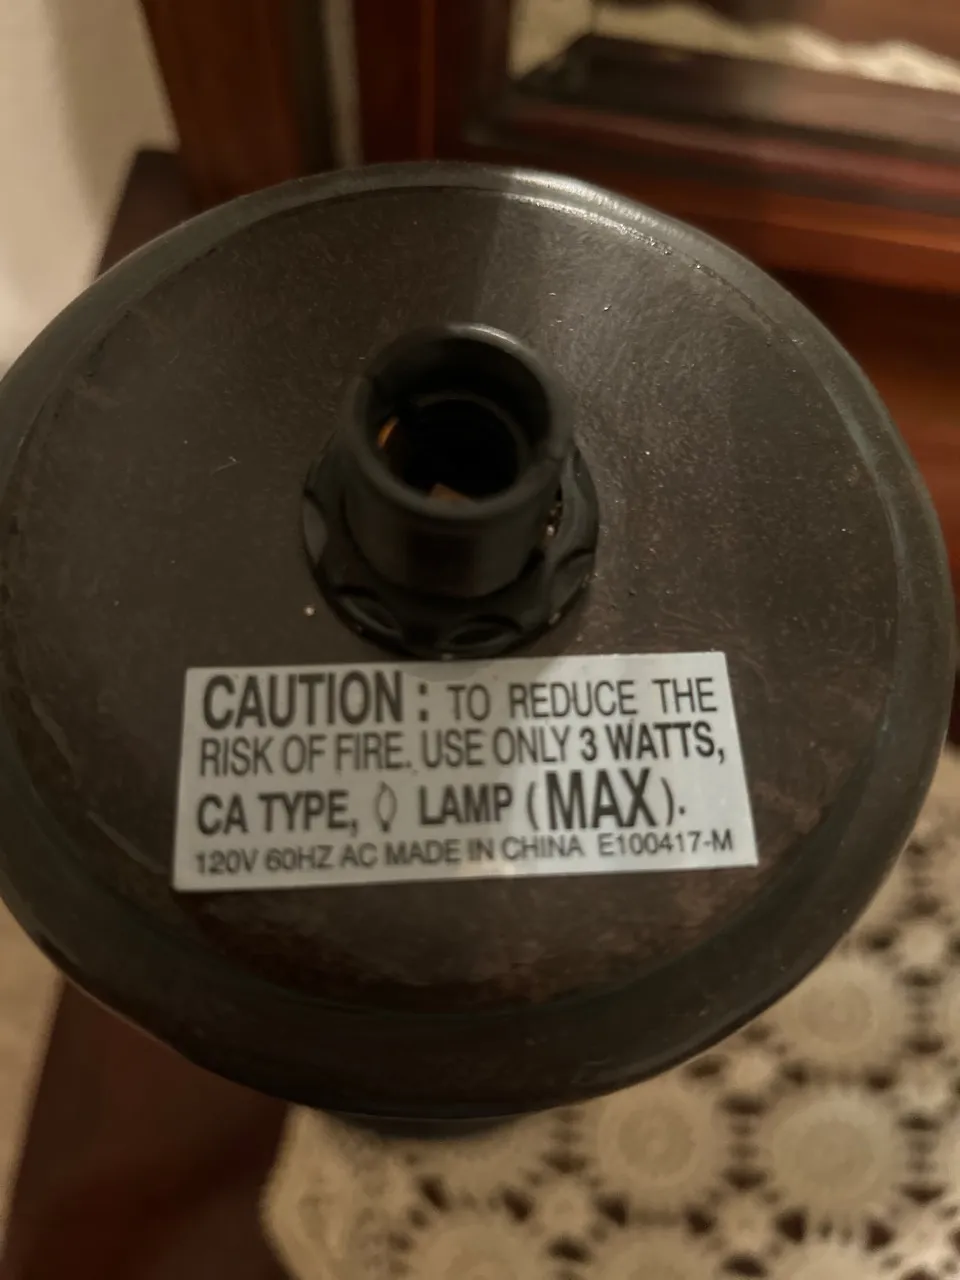 CAUTION : TO REDUCE THE
RISK OF FIRE. USE ONLY 3 WATTS,
CA TYPE, LAMP (MAX).
120V 60HZ AC MADE IN CHINA E100417-M